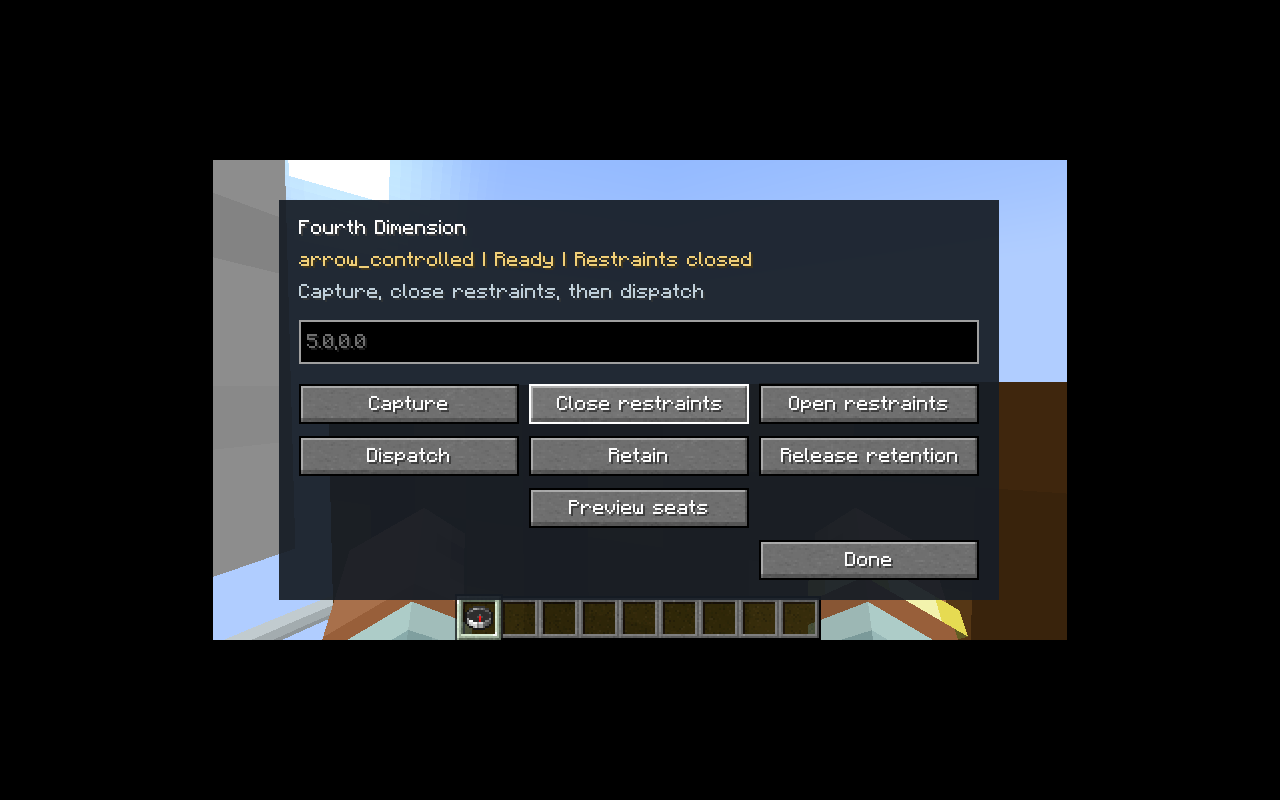 Fourth Dimension
arrow_controlled | Ready | Restraints closed
Capture, close restraints, then dispatch
5.0,0.0
Capture Close restraints Open restraints
Dispatch Retain Release retention
Preview seats
Done